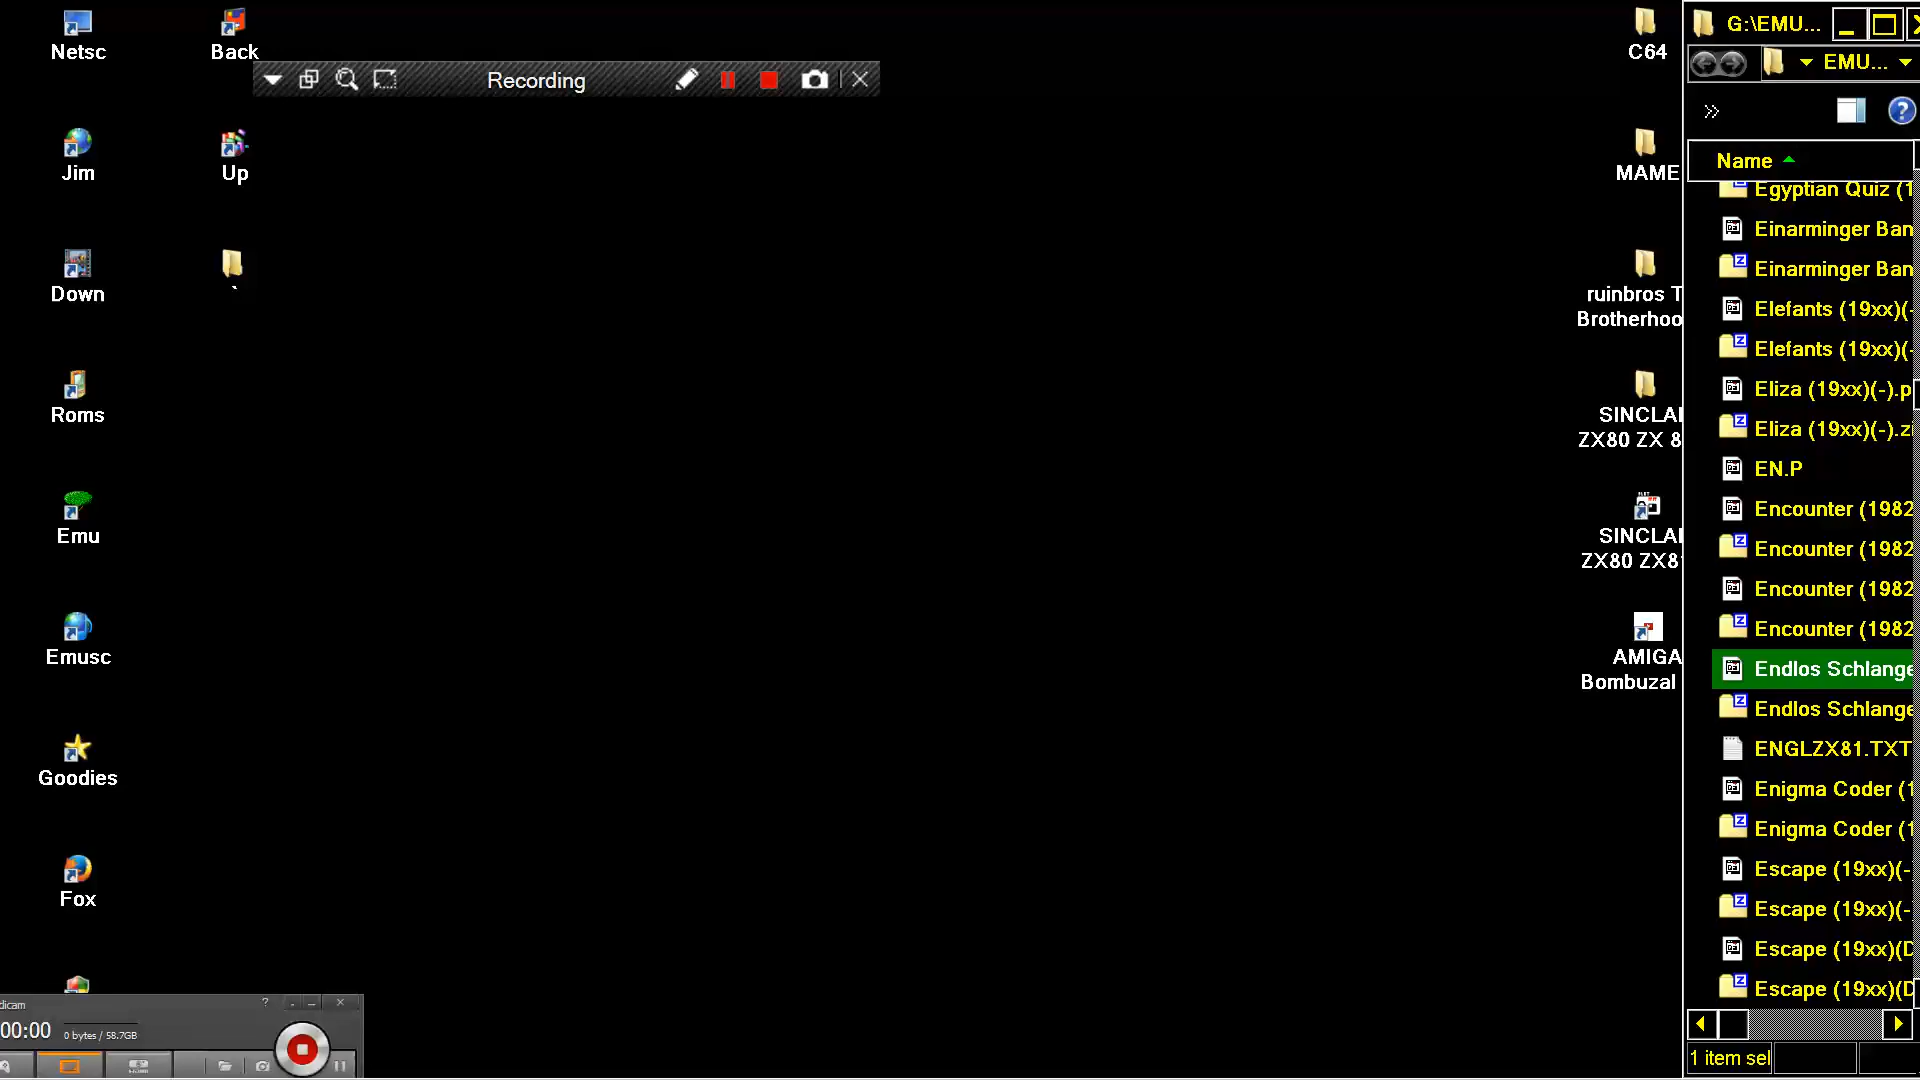 Netsc
Back
Jim
Up
Down
`
Roms
Emu
Emusc
Goodies
Fox
Recording
C64
MAME
ruinbros T
Brotherhoo
SINCLAI
ZX80 ZX 8
SINCLAI
ZX80 ZX8
AMIGA
Bombuzal
G:\EMU...
EMU...
Name
Egyptian Quiz (1
Einarminger Ban
Einarminger Ban
Elefants (19xx)(-
Elefants (19xx)(-
Eliza (19xx)(-).p
Eliza (19xx)(-).z
EN.P
Encounter (1982
Encounter (1982
Encounter (1982
Encounter (1982
Endlos Schlange
Endlos Schlange
ENGLZX81.TXT
Enigma Coder (1
Enigma Coder (1
Escape (19xx)(-
Escape (19xx)(-
Escape (19xx)(D
Escape (19xx)(D
1 item sel
dicam
00:00
0 bytes / 58.7GB